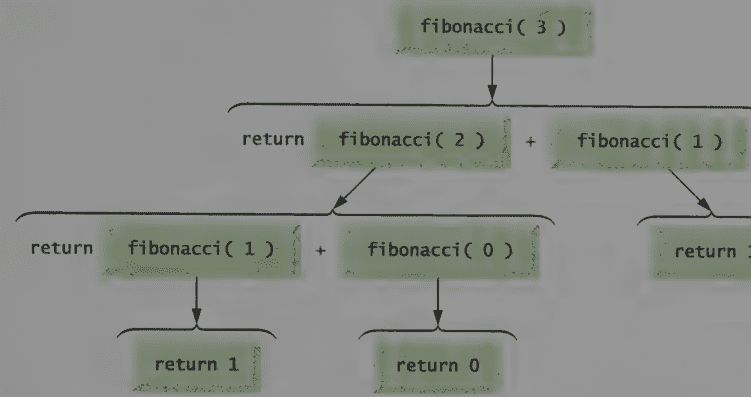 fibonacci( 3 )
return fibonacci( 2 ) + fibonacci( 1 )
return fibonacci( 1 ) + fibonacci( 0 )
return
return 1
return 0